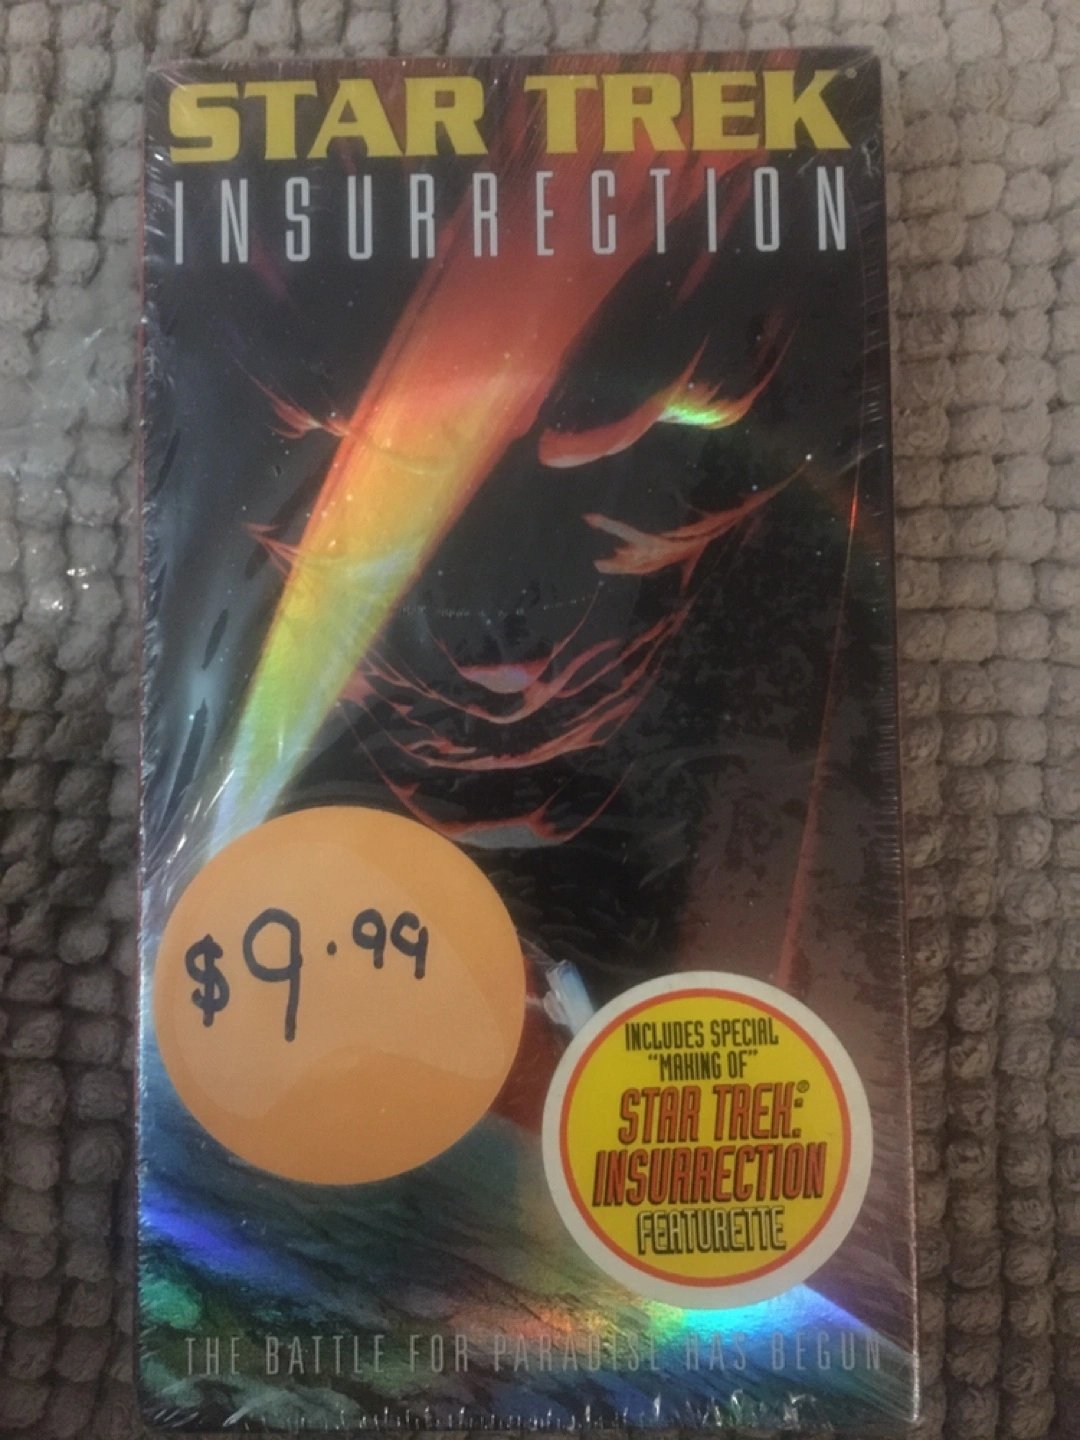 STAR TREK®
INSURRECTION
$9.99
INCLUDES SPECIAL
"MAKING OF"
STAR TREK:®
INSURRECTION
FEATURETTE
THE BATTLE FOR PARADISE HAS BEGUN